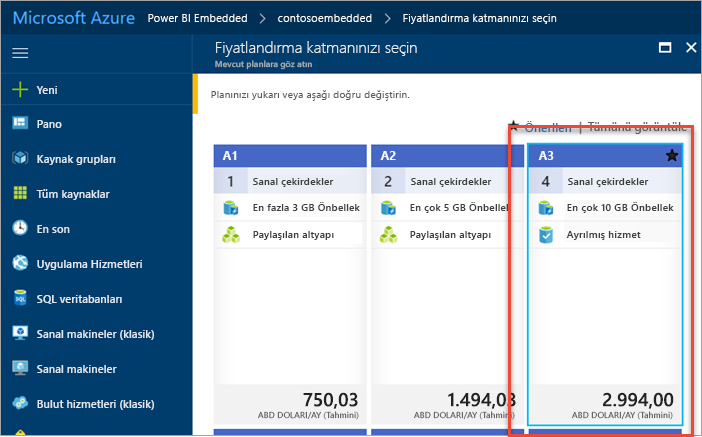 Microsoft Azure Power BI Embedded > contosoembedded > Fiyatlandırma katmanınızı seçin
Fiyatlandırma katmanınızı seçin
Mevcut planlara göz atın
Planınızı yukarı veya aşağı doğru değiştirin.
Yeni
Pano
Kaynak grupları
Tüm kaynaklar
En son
Uygulama Hizmetleri
SQL veritabanları
Sanal makineler (klasik)
Sanal makineler
Bulut hizmetleri (klasik)
★ Önerilen | Tümünü görüntüle
A1
1 Sanal çekirdekler
En fazla 3 GB Önbellek
Paylaşılan altyapı
750,03
ABD DOLARI/AY (Tahmini)
A2
2 Sanal çekirdekler
En çok 5 GB Önbellek
Paylaşılan altyapı
1.494,03
ABD DOLARI/AY (Tahmini)
A3
4 Sanal çekirdekler
En çok 10 GB Önbellek
Ayrılmış hizmet
2.994,00
ABD DOLARI/AY (Tahmini)